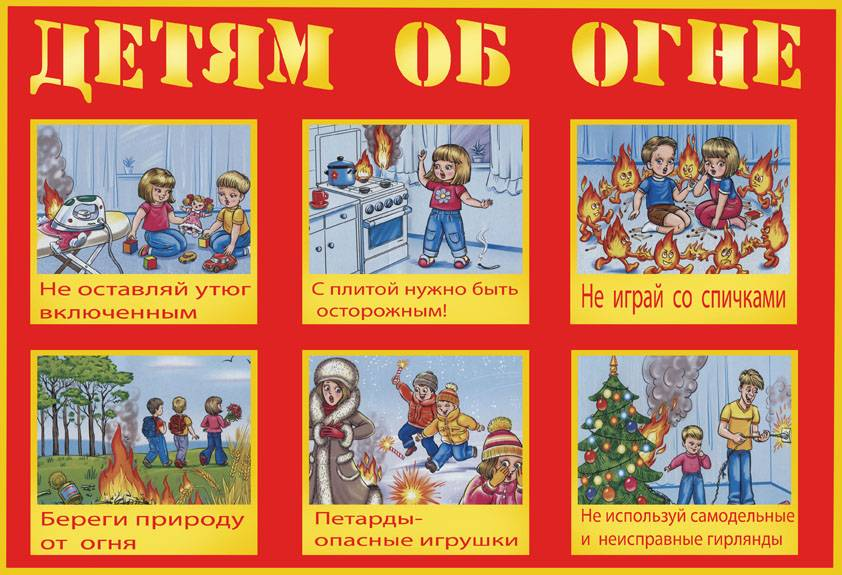 ДЕТЯМ ОБ ОГНЕ
Не оставляй утюг
включенным
С плитой нужно быть
осторожным!
Не играй со спичками
Береги природу
от огня
Петарды-
опасные игрушки
Не используй самодельные
и неисправные гирлянды